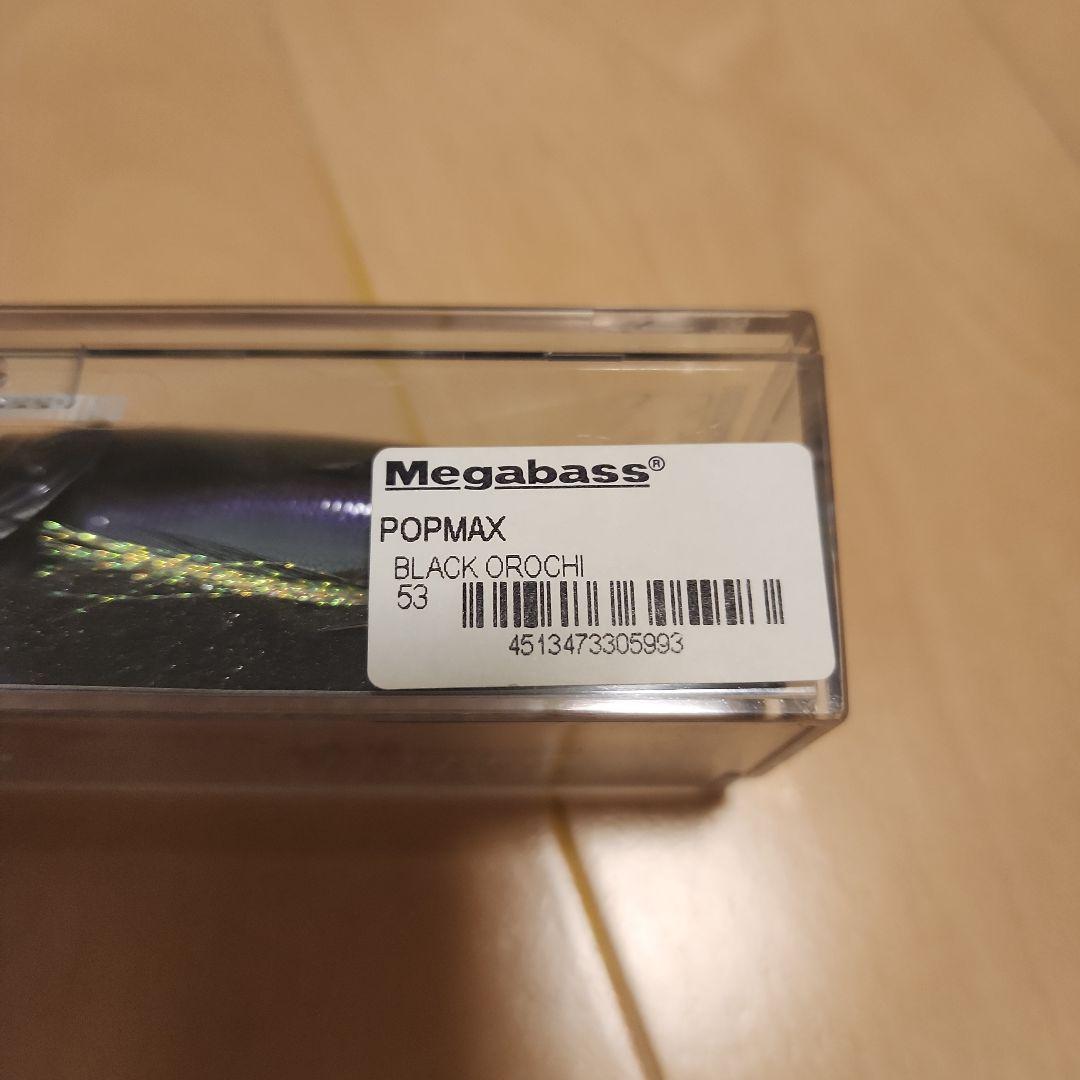 Megabass®
POPMAX
BLACK OROCHI
53
4513473305993